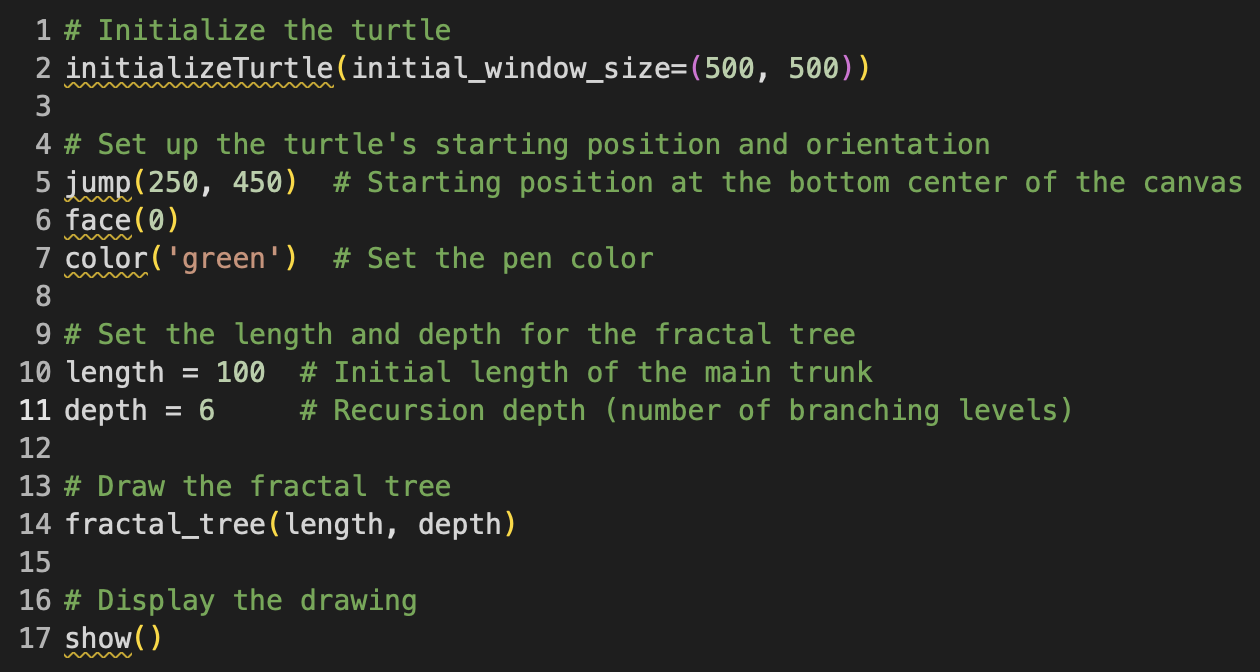 1 # Initialize the turtle
2 initializeTurtle(initial_window_size=(500, 500))
3
4 # Set up the turtle's starting position and orientation
5 jump(250, 450)  # Starting position at the bottom center of the canvas
6 face(0)
7 color('green')  # Set the pen color
8
9 # Set the length and depth for the fractal tree
10 length = 100  # Initial length of the main trunk
11 depth = 6     # Recursion depth (number of branching levels)
12
13 # Draw the fractal tree
14 fractal_tree(length, depth)
15
16 # Display the drawing
17 show()